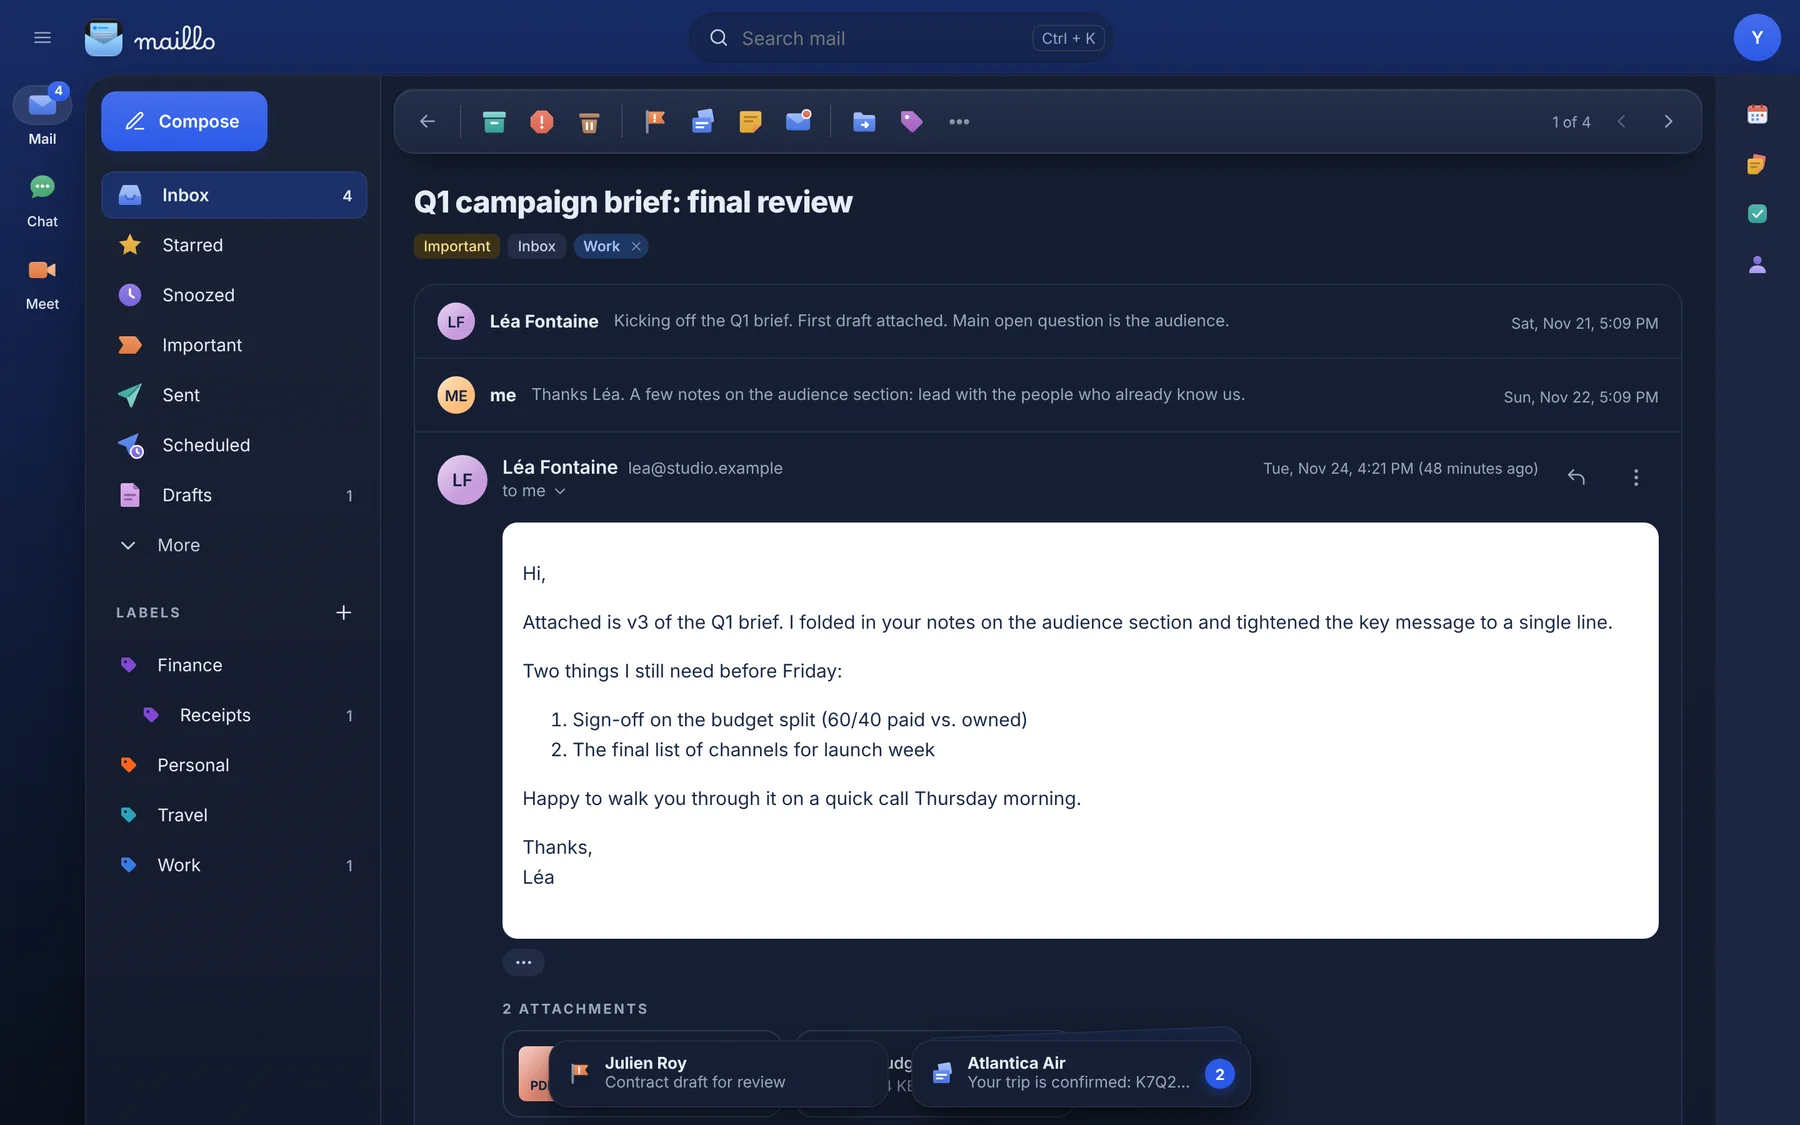 maillo
Search mail
Ctrl + K
Y
4
Mail
Chat
Meet
Compose
Inbox 4
Starred
Snoozed
Important
Sent
Scheduled
Drafts 1
More
LABELS
Finance
Receipts 1
Personal
Travel
Work 1
1 of 4
Q1 campaign brief: final review
Important Inbox Work
LF Léa Fontaine Kicking off the Q1 brief. First draft attached. Main open question is the audience. Sat, Nov 21, 5:09 PM
ME me Thanks Léa. A few notes on the audience section: lead with the people who already know us. Sun, Nov 22, 5:09 PM
LF Léa Fontaine lea@studio.example Tue, Nov 24, 4:21 PM (48 minutes ago)
to me
Hi,
Attached is v3 of the Q1 brief. I folded in your notes on the audience section and tightened the key message to a single line.
Two things I still need before Friday:
1. Sign-off on the budget split (60/40 paid vs. owned)
2. The final list of channels for launch week
Happy to walk you through it on a quick call Thursday morning.
Thanks,
Léa
2 ATTACHMENTS
Julien Roy
Contract draft for review
Atlantica Air
Your trip is confirmed: K7Q2...
2